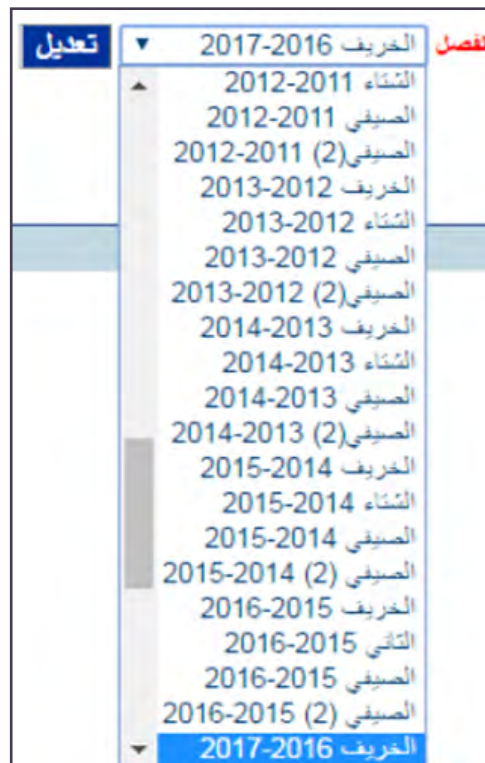 لفصل الخريف 2016-2017 تعديل
الشتاء 2011-2012
الصيفي 2011-2012
الصيفي(2) 2011-2012
الخريف 2012-2013
الشتاء 2012-2013
الصيفي 2012-2013
الصيفي(2) 2012-2013
الخريف 2013-2014
الشتاء 2013-2014
الصيفي 2013-2014
الصيفي(2) 2013-2014
الخريف 2014-2015
الشتاء 2014-2015
الصيفي 2014-2015
الصيفي (2) 2014-2015
الخريف 2015-2016
الثاني 2015-2016
الصيفي 2015-2016
الصيفي (2) 2015-2016
الخريف 2016-2017